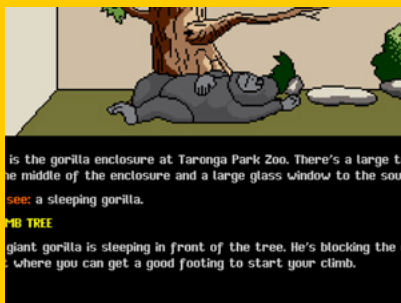 is the gorilla enclosure at Taronga Park Zoo. There's a large t
he middle of the enclosure and a large glass window to the sou
see: a sleeping gorilla.
MB TREE
giant gorilla is sleeping in front of the tree. He's blocking the
where you can get a good footing to start your climb.